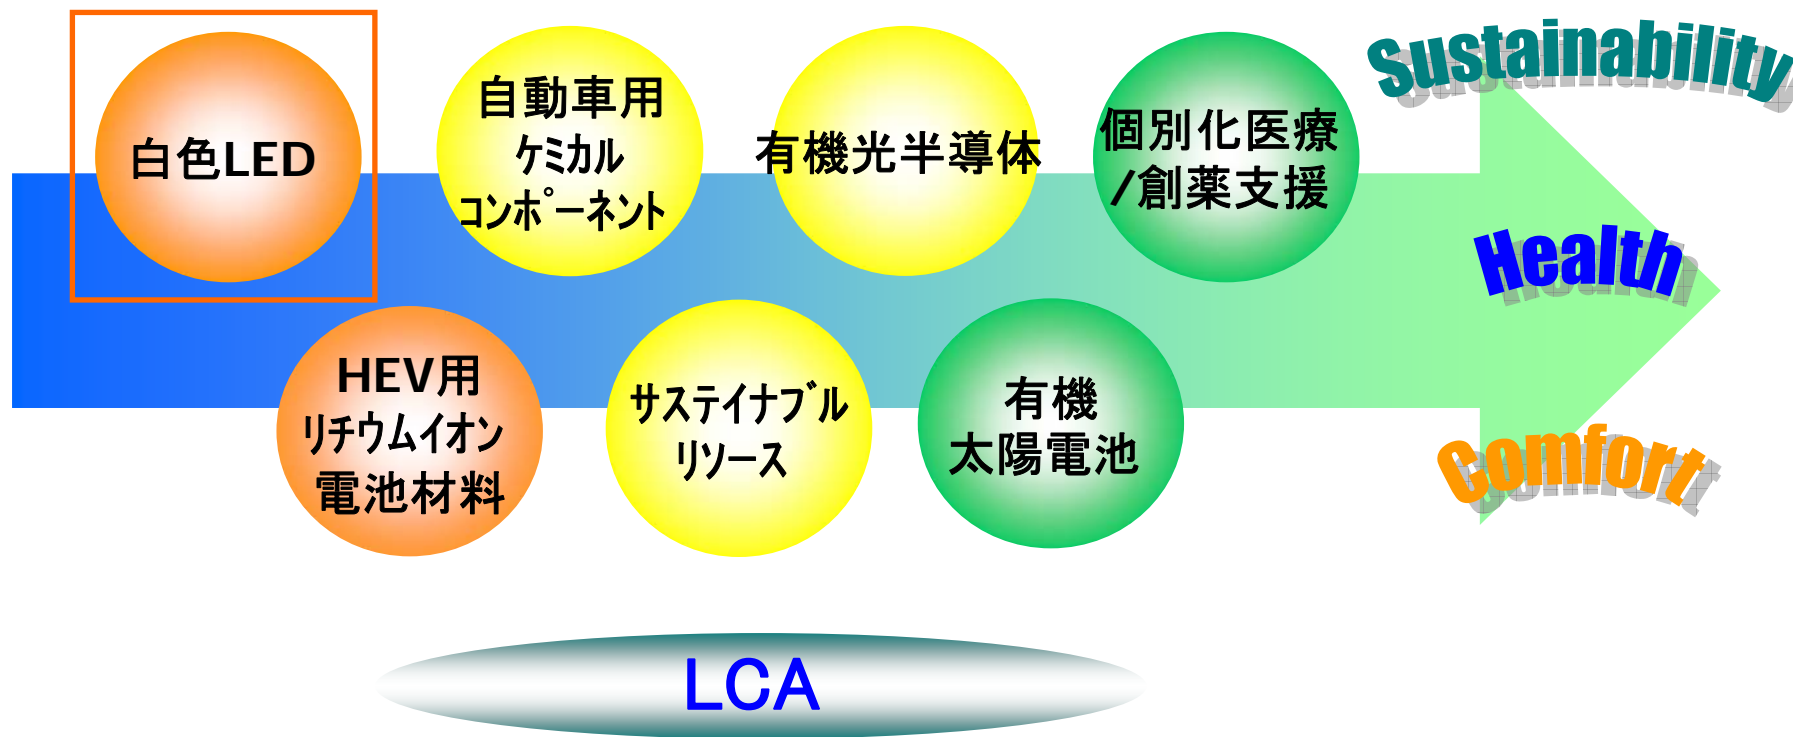 白色LED
自動車用
ｹﾐｶﾙ
ｺﾝﾎﾟｰﾈﾝﾄ
有機光半導体
個別化医療
/創薬支援
Sustainability
Health
Comfort
HEV用
ﾘﾁｳﾑｲｵﾝ
電池材料
ｻｽﾃｲﾅﾌﾞﾙ
ﾘｿｰｽ
有機
太陽電池
LCA